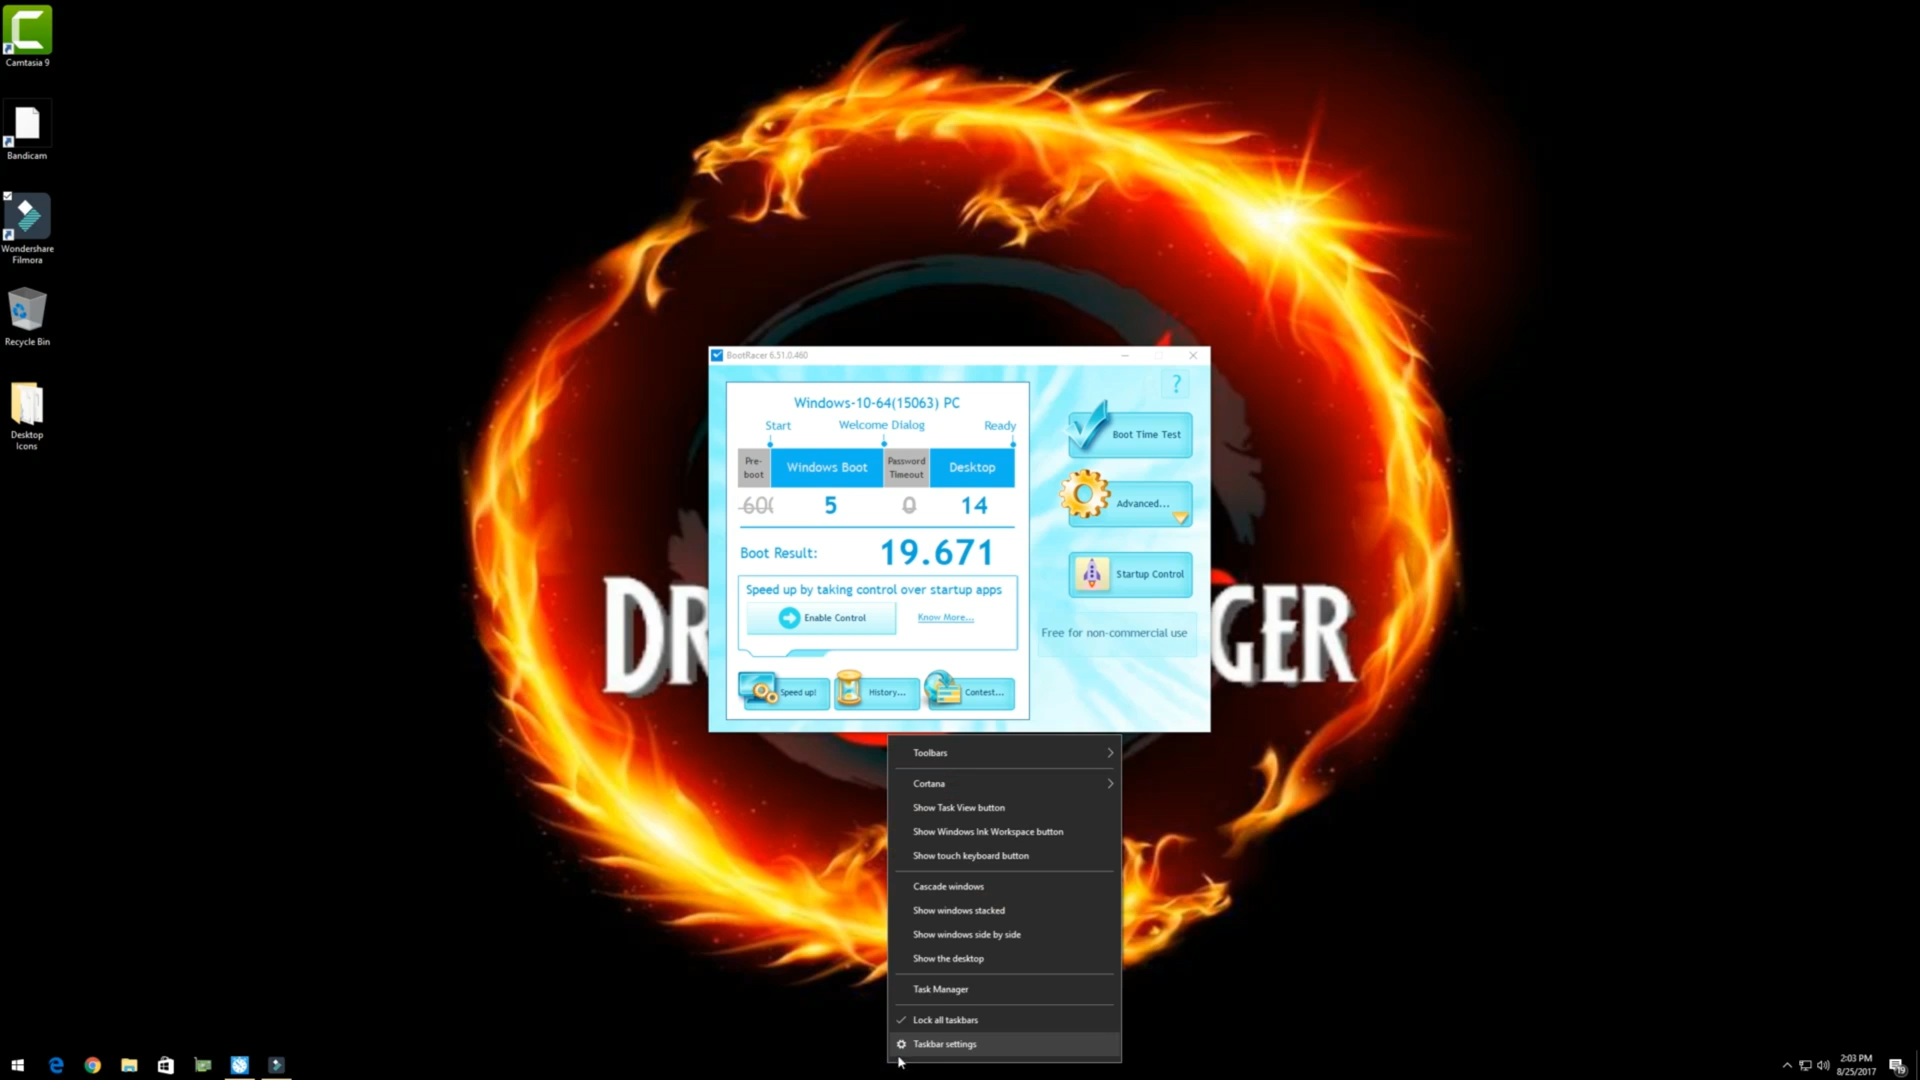 Camtasia 9
Bandicam
Wondershare
Filmora
Recycle Bin
Desktop
Icons
BootRacer 6.51.0.460
?
Windows-10-64(15063) PC
Start Welcome Dialog Ready
Pre-
boot
Windows Boot
Password
Timeout
Desktop
600 5 0 14
Boot Result: 19.671
Speed up by taking control over startup apps
Enable Control Know More...
Speed up! History... Contest...
Boot Time Test
Advanced...
Startup Control
Free for non-commercial use
DR GER
Toolbars
Cortana
Show Task View button
Show Windows Ink Workspace button
Show touch keyboard button
Cascade windows
Show windows stacked
Show windows side by side
Show the desktop
Task Manager
Lock all taskbars
Taskbar settings
2:03 PM
8/25/2017
19